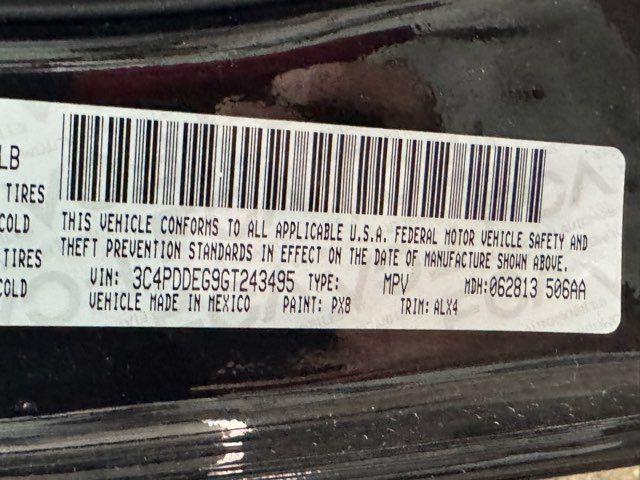 LB
TIRES
COLD
TIRES
COLD
THIS VEHICLE CONFORMS TO ALL APPLICABLE U.S.A. FEDERAL MOTOR VEHICLE SAFETY AND
THEFT PREVENTION STANDARDS IN EFFECT ON THE DATE OF MANUFACTURE SHOWN ABOVE.
VIN: 3C4PDDEG9GT243495 TYPE: MPV MDH:062813 506AA
VEHICLE MADE IN MEXICO PAINT: PX8 TRIM:ALX4